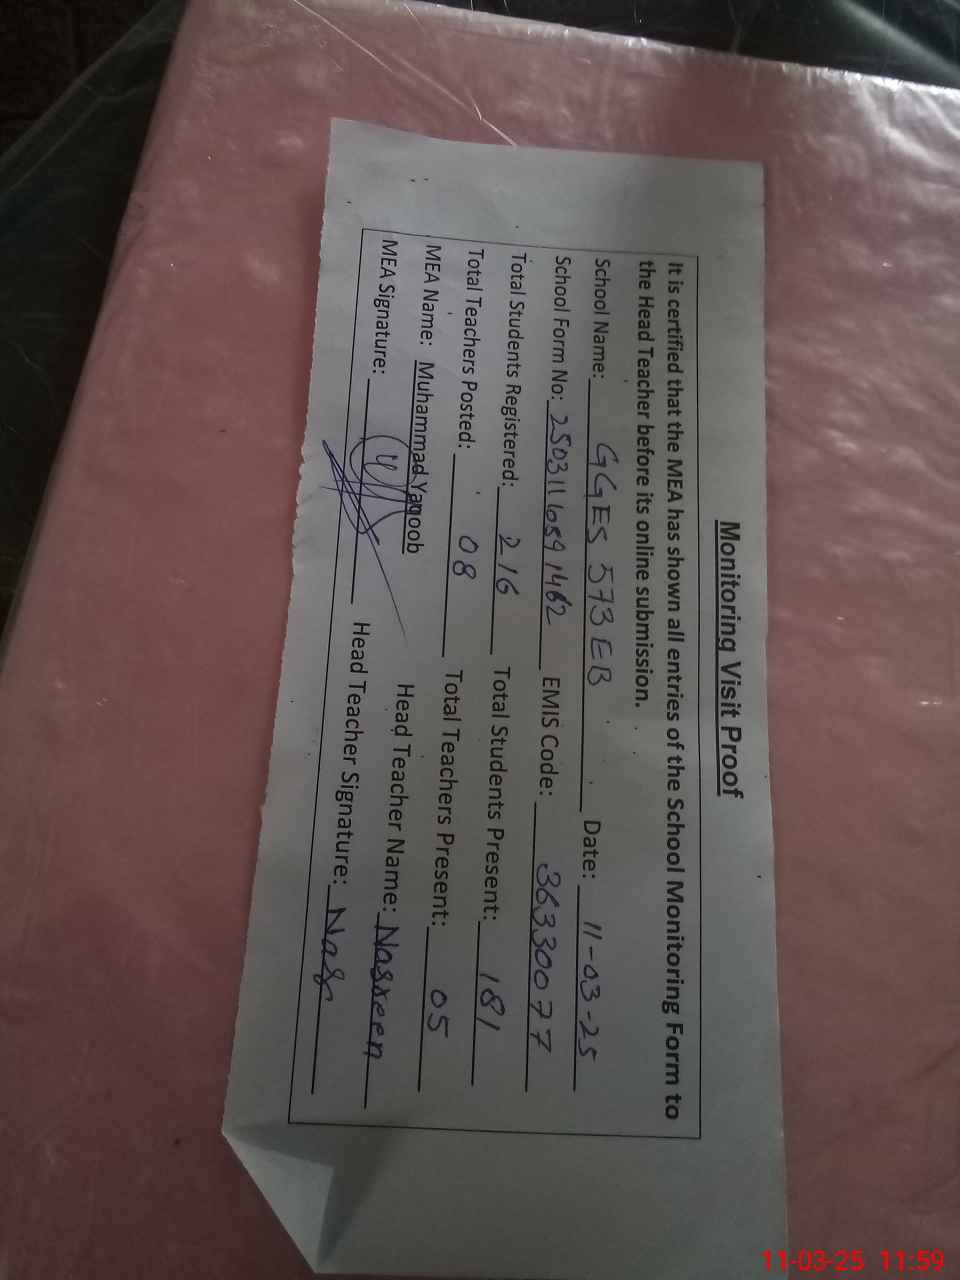 Monitoring Visit Proof
It is certified that the MEA has shown all entries of the School Monitoring Form to
the Head Teacher before its online submission.
School Name: GGES 573 EB Date: 11-03-25
School Form No: EMIS Code: 36330077
Total Students Registered: 216 Total Students Present: 181
Total Teachers Posted: 08 Total Teachers Present: 05
MEA Name: Muhammad Yaqoob Head Teacher Name: Nasreen
MEA Signature: Head Teacher Signature: Nas
11-03-25 11:59